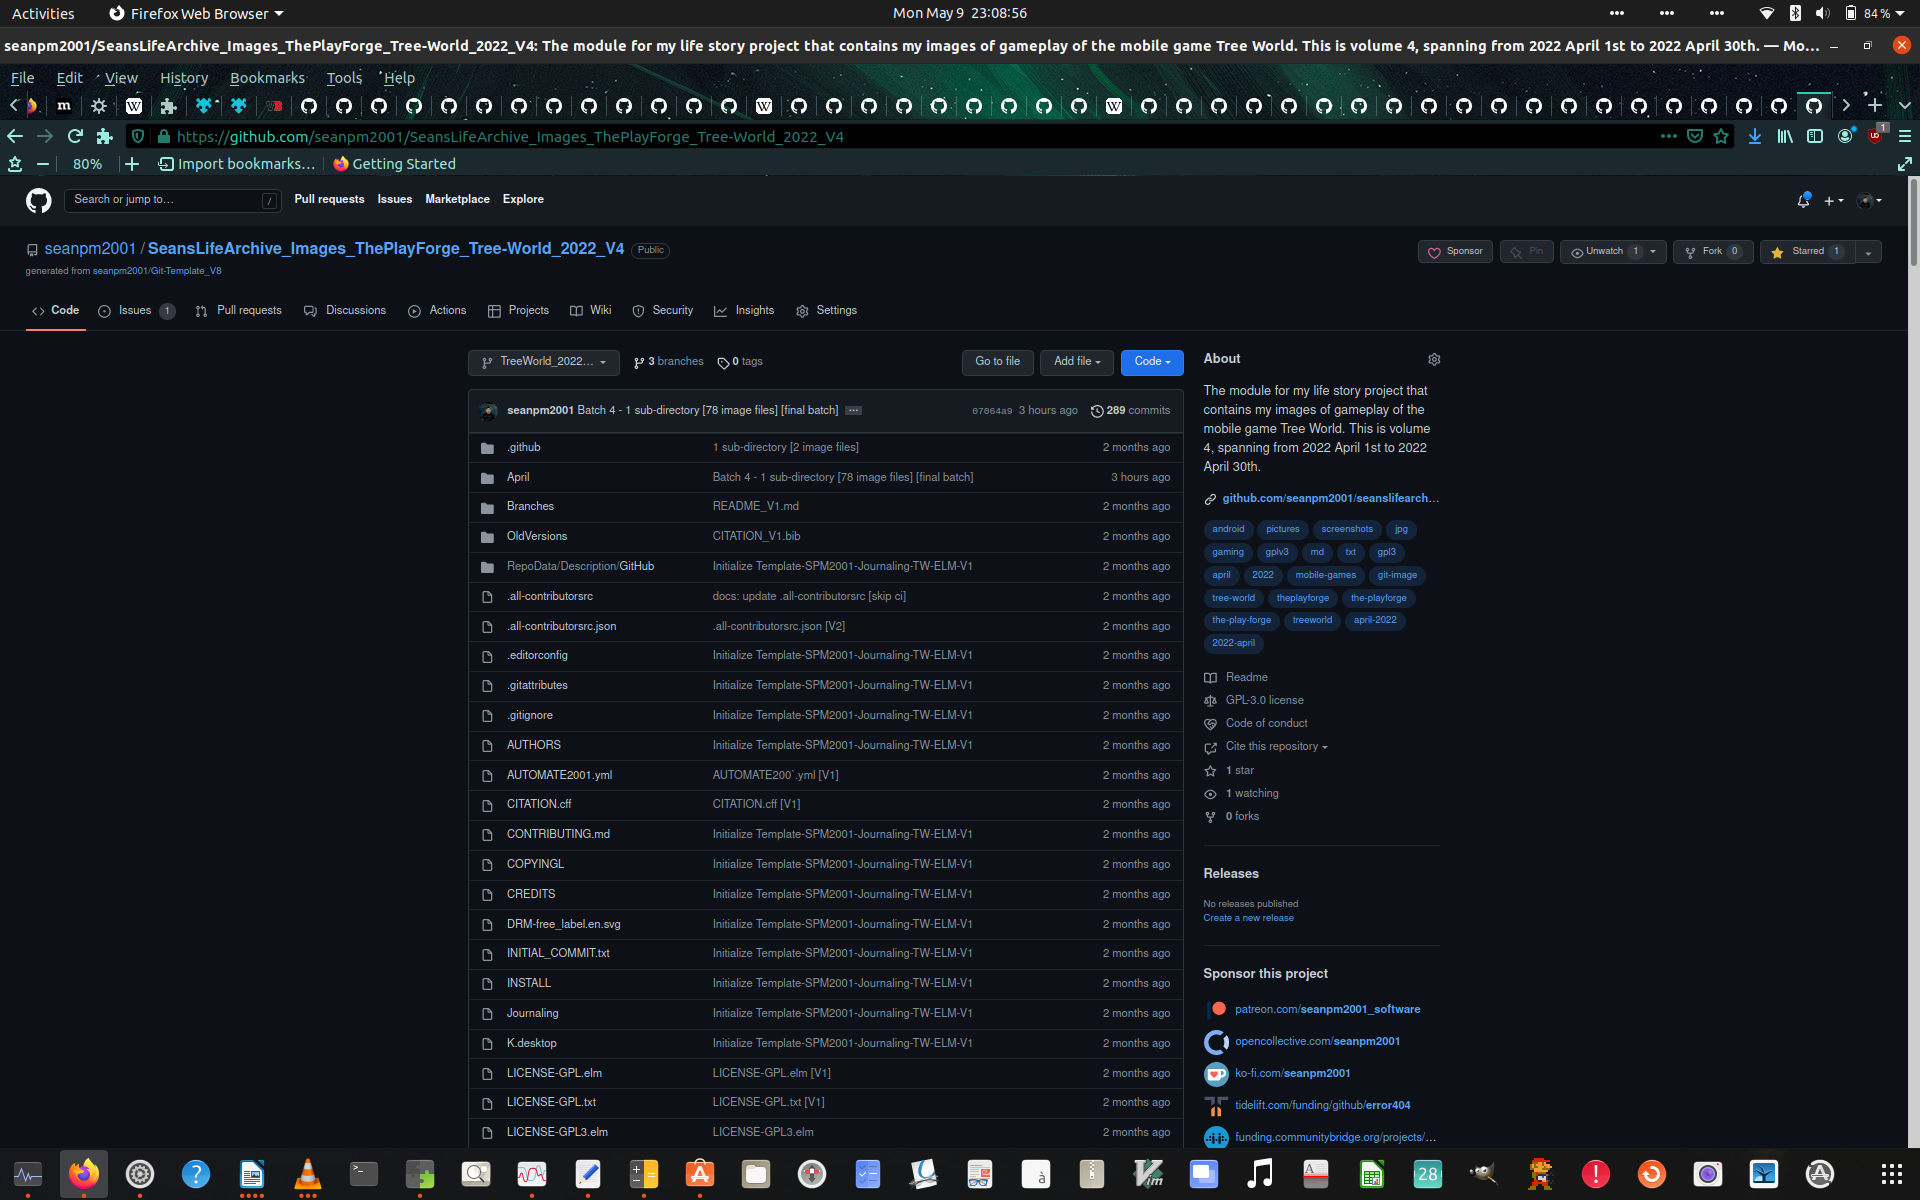 Activities Firefox Web Browser Mon May 9 23:08:56 84 %
seanpm2001/SeansLifeArchive_Images_ThePlayForge_Tree-World_2022_V4: The module for my life story project that contains my images of gameplay of the mobile game Tree World. This is volume 4, spanning from 2022 April 1st to 2022 April 30th. — Mo…
File Edit View History Bookmarks Tools Help
https://github.com/seanpm2001/SeansLifeArchive_Images_ThePlayForge_Tree-World_2022_V4 1
80% Import bookmarks… Getting Started
Search or jump to… / Pull requests Issues Marketplace Explore
seanpm2001 / SeansLifeArchive_Images_ThePlayForge_Tree-World_2022_V4 Public Sponsor Pin Unwatch 1 Fork 0 Starred 1
generated from seanpm2001/Git-Template_V8
Code Issues 1 Pull requests Discussions Actions Projects Wiki Security Insights Settings
TreeWorld_2022… 3 branches 0 tags Go to file Add file Code
seanpm2001 Batch 4 - 1 sub-directory [78 image files] [final batch] … 07064a9 3 hours ago 289 commits
.github 1 sub-directory [2 image files] 2 months ago
April Batch 4 - 1 sub-directory [78 image files] [final batch] 3 hours ago
Branches README_V1.md 2 months ago
OldVersions CITATION_V1.bib 2 months ago
RepoData/Description/GitHub Initialize Template-SPM2001-Journaling-TW-ELM-V1 2 months ago
.all-contributorsrc docs: update .all-contributorsrc [skip ci] 2 months ago
.all-contributorsrc.json .all-contributorsrc.json [V2] 2 months ago
.editorconfig Initialize Template-SPM2001-Journaling-TW-ELM-V1 2 months ago
.gitattributes Initialize Template-SPM2001-Journaling-TW-ELM-V1 2 months ago
.gitignore Initialize Template-SPM2001-Journaling-TW-ELM-V1 2 months ago
AUTHORS Initialize Template-SPM2001-Journaling-TW-ELM-V1 2 months ago
AUTOMATE2001.yml AUTOMATE200`.yml [V1] 2 months ago
CITATION.cff CITATION.cff [V1] 2 months ago
CONTRIBUTING.md Initialize Template-SPM2001-Journaling-TW-ELM-V1 2 months ago
COPYINGL Initialize Template-SPM2001-Journaling-TW-ELM-V1 2 months ago
CREDITS Initialize Template-SPM2001-Journaling-TW-ELM-V1 2 months ago
DRM-free_label.en.svg Initialize Template-SPM2001-Journaling-TW-ELM-V1 2 months ago
INITIAL_COMMIT.txt Initialize Template-SPM2001-Journaling-TW-ELM-V1 2 months ago
INSTALL Initialize Template-SPM2001-Journaling-TW-ELM-V1 2 months ago
Journaling Initialize Template-SPM2001-Journaling-TW-ELM-V1 2 months ago
K.desktop Initialize Template-SPM2001-Journaling-TW-ELM-V1 2 months ago
LICENSE-GPL.elm LICENSE-GPL.elm [V1] 2 months ago
LICENSE-GPL.txt LICENSE-GPL.txt [V1] 2 months ago
LICENSE-GPL3.elm LICENSE-GPL3.elm 2 months ago
About
The module for my life story project that
contains my images of gameplay of the
mobile game Tree World. This is volume
4, spanning from 2022 April 1st to 2022
April 30th.
github.com/seanpm2001/seanslifearch…
android pictures screenshots jpg
gaming gplv3 md txt gpl3
april 2022 mobile-games git-image
tree-world theplayforge the-playforge
the-play-forge treeworld april-2022
2022-april
Readme
GPL-3.0 license
Code of conduct
Cite this repository
1 star
1 watching
0 forks
Releases
No releases published
Create a new release
Sponsor this project
patreon.com/seanpm2001_software
opencollective.com/seanpm2001
ko-fi.com/seanpm2001
tidelift.com/funding/github/error404
funding.communitybridge.org/projects/…
28